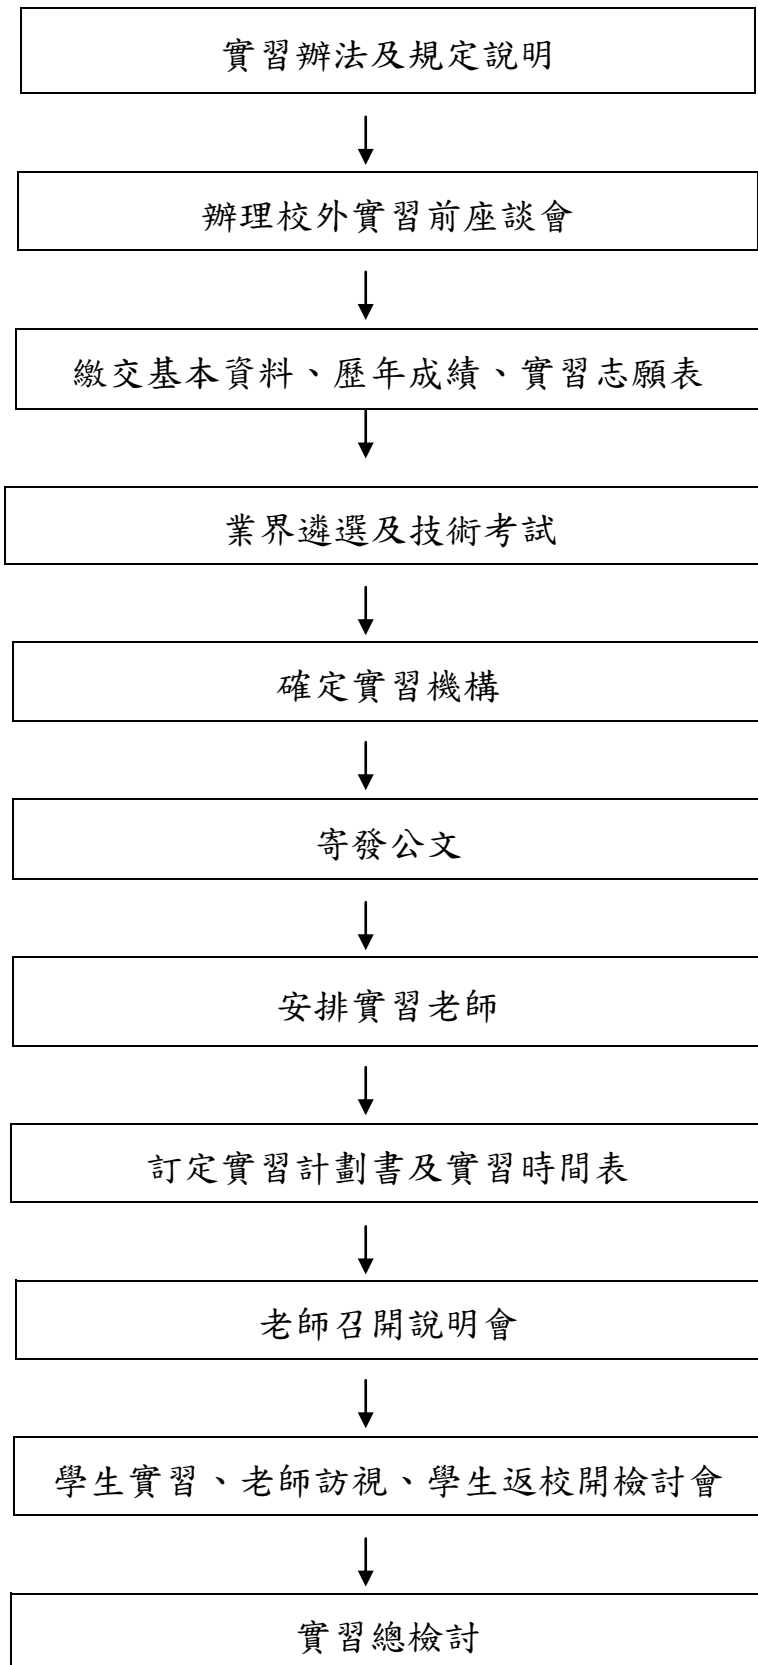 實習辦法及規定說明
辦理校外實習前座談會
繳交基本資料、歷年成績、實習志願表
業界遴選及技術考試
確定實習機構
寄發公文
安排實習老師
訂定實習計劃書及實習時間表
老師召開說明會
學生實習、老師訪視、學生返校開檢討會
實習總檢討